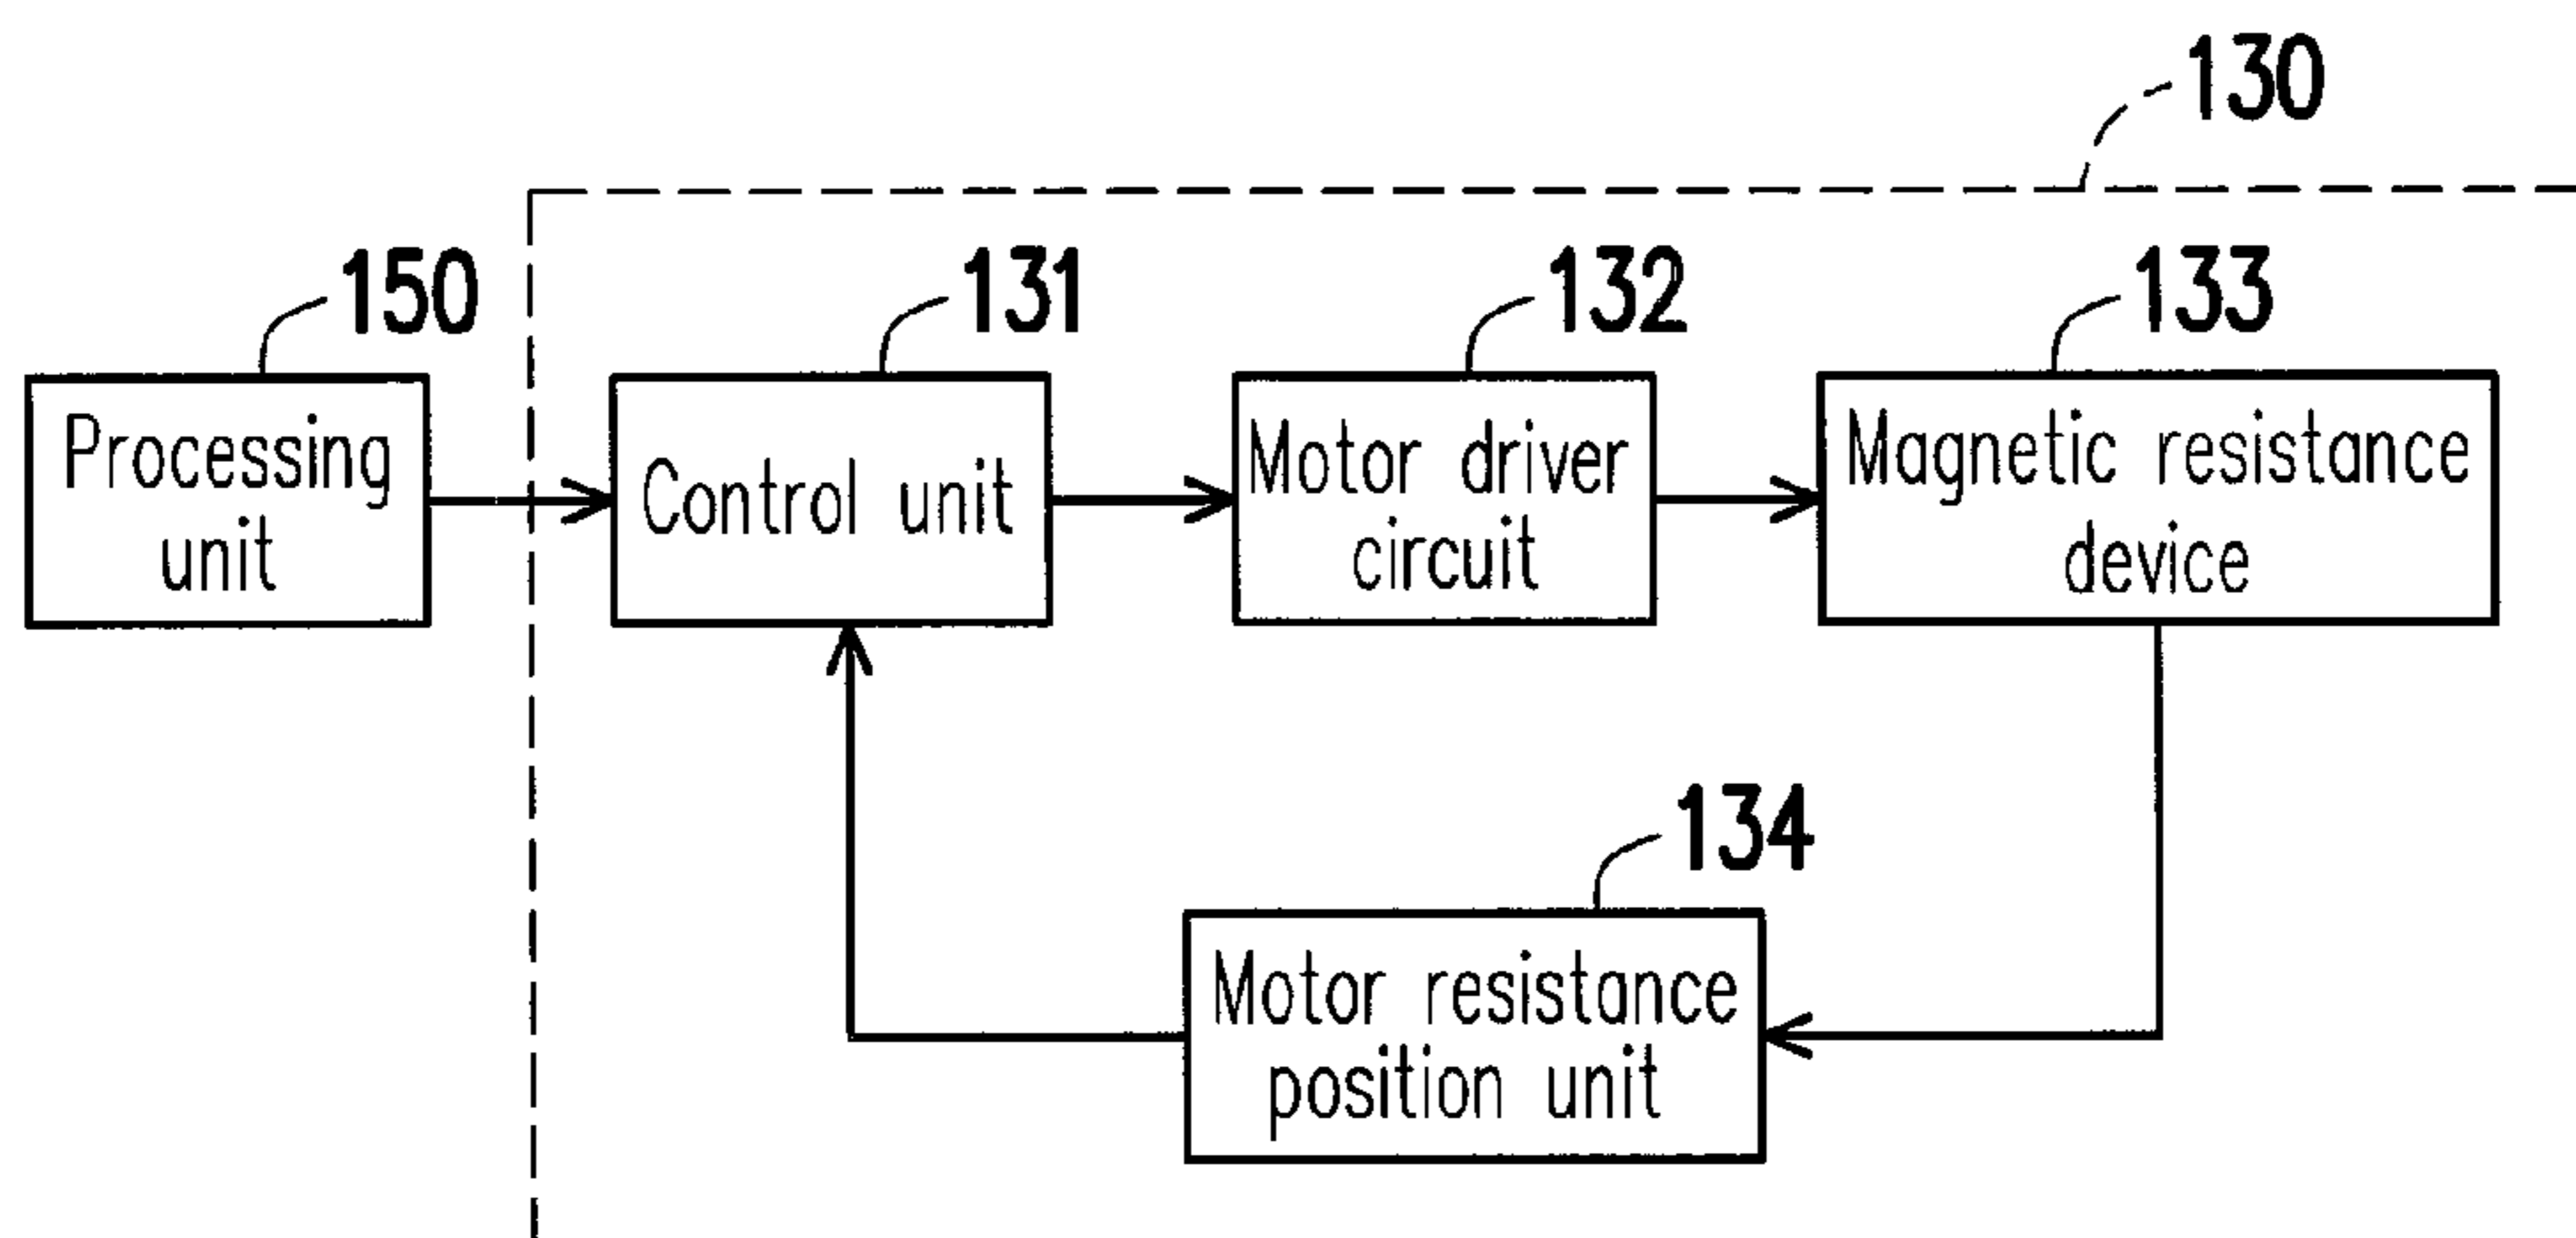 130
150
131
132
133
Processing
unit
Control unit
Motor driver
circuit
Magnetic resistance
device
134
Motor resistance
position unit